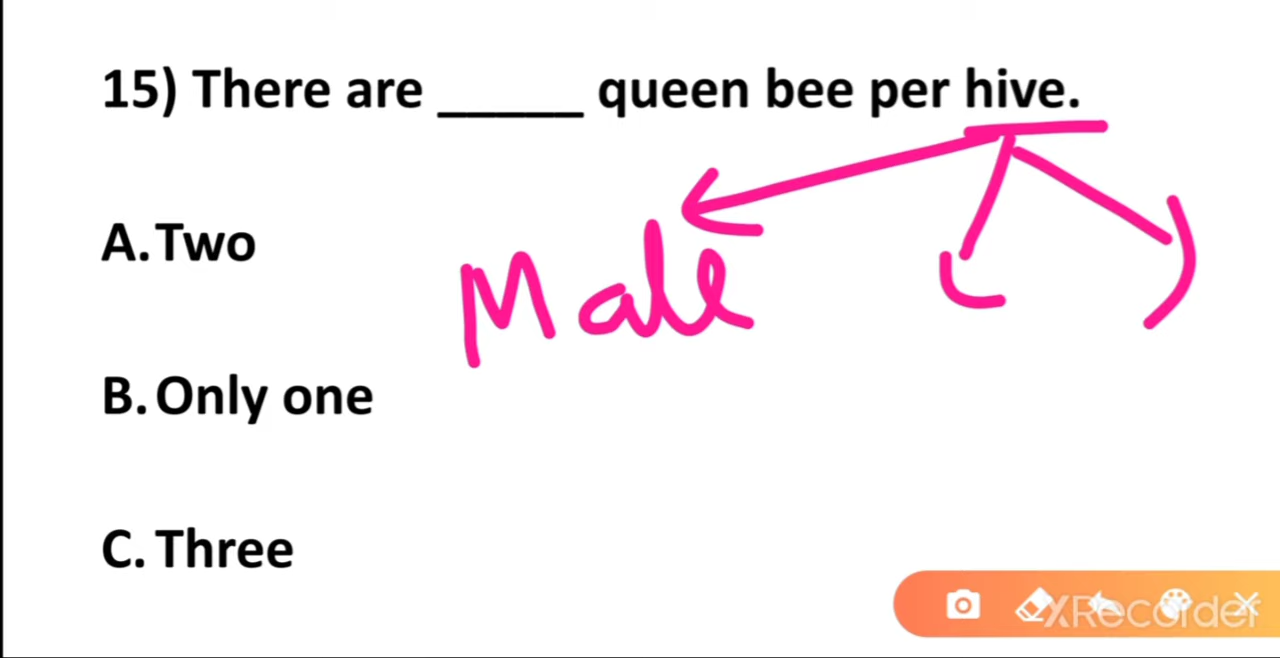 15) There are _____ queen bee per hive.
Male
A. Two
B. Only one
C. Three
XRecorder